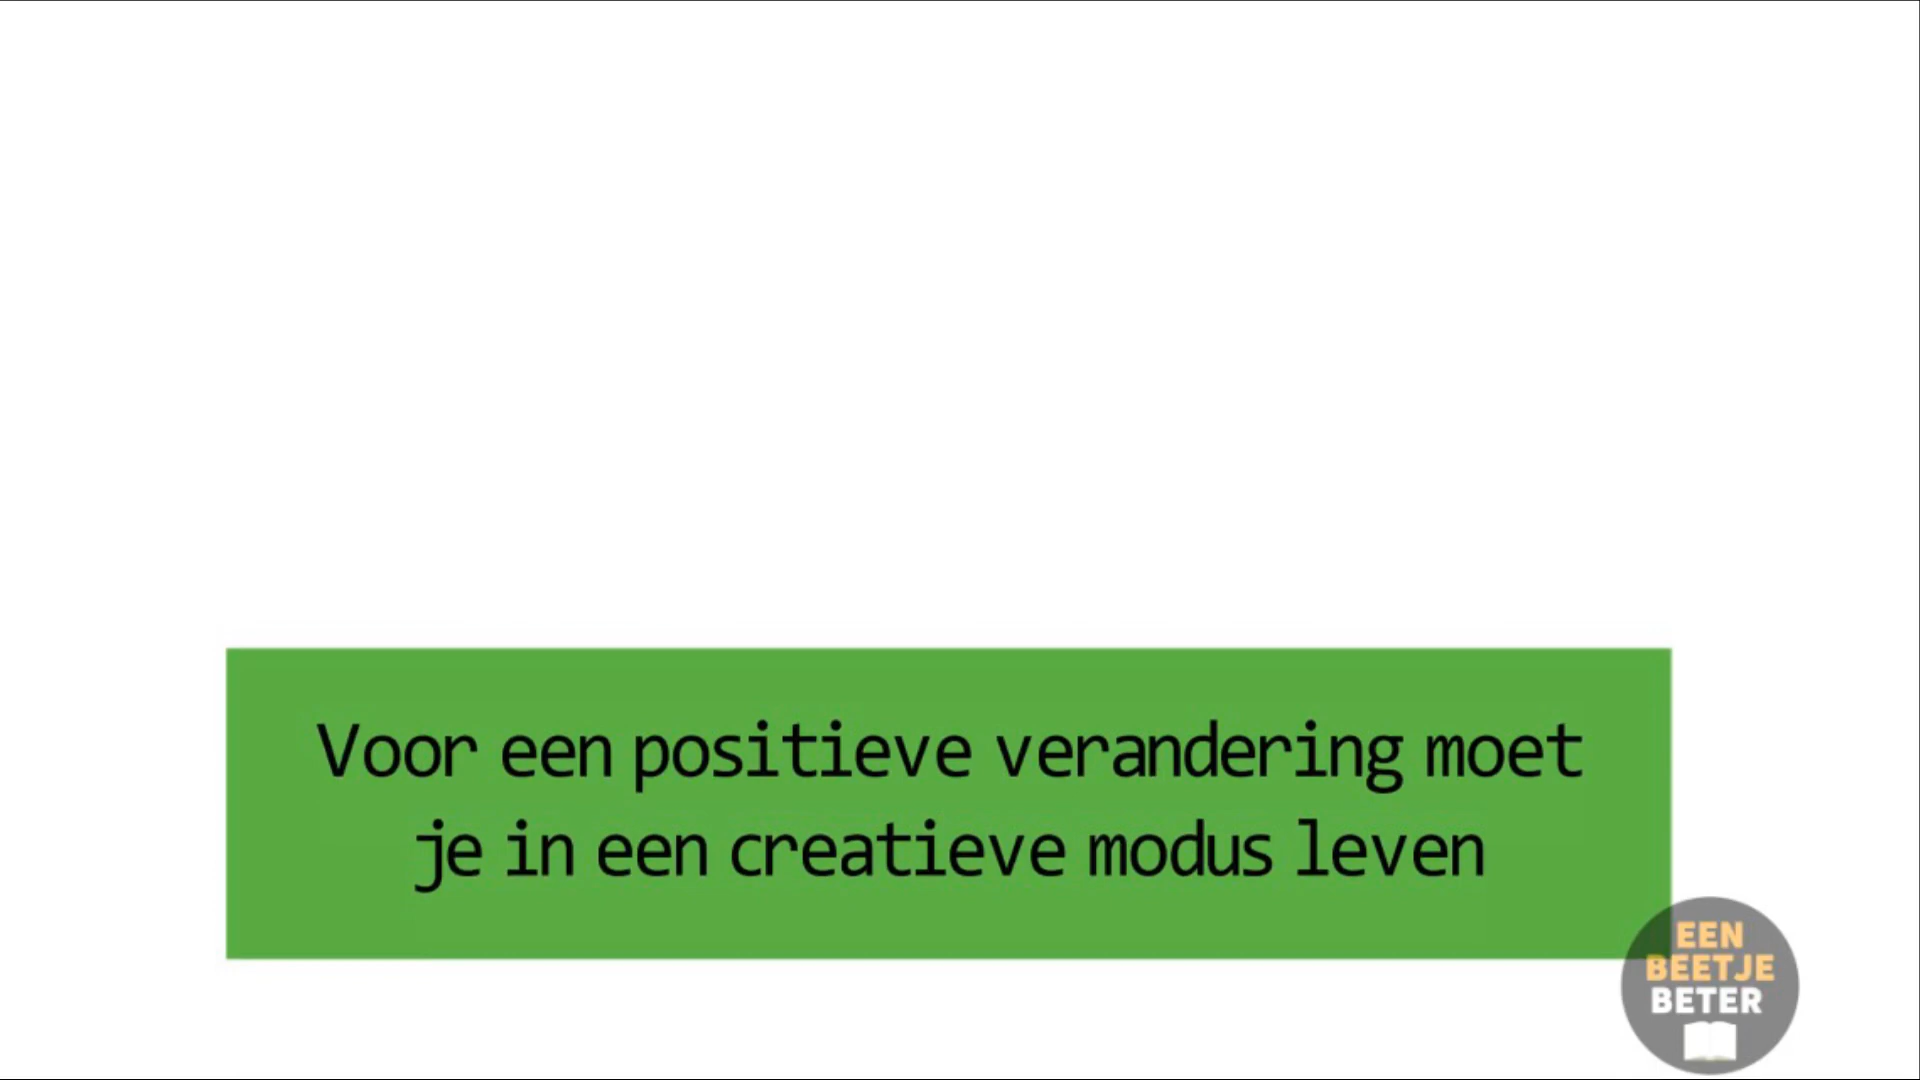 Voor een positieve verandering moet
je in een creatieve modus leven
EEN
BEETJE
BETER